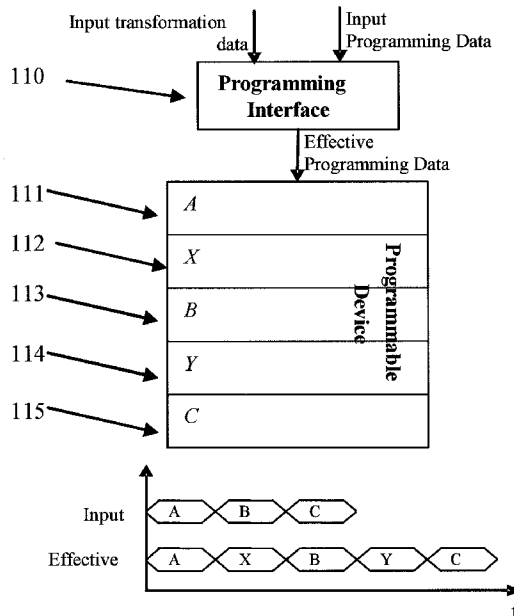 Input transformation
data
Input
Programming Data
110
Programming
Interface
Effective
Programming Data
111
A
112
X
113
B
Programmable
Device
114
Y
115
C
Input
A B C
Effective
A X B Y C
t